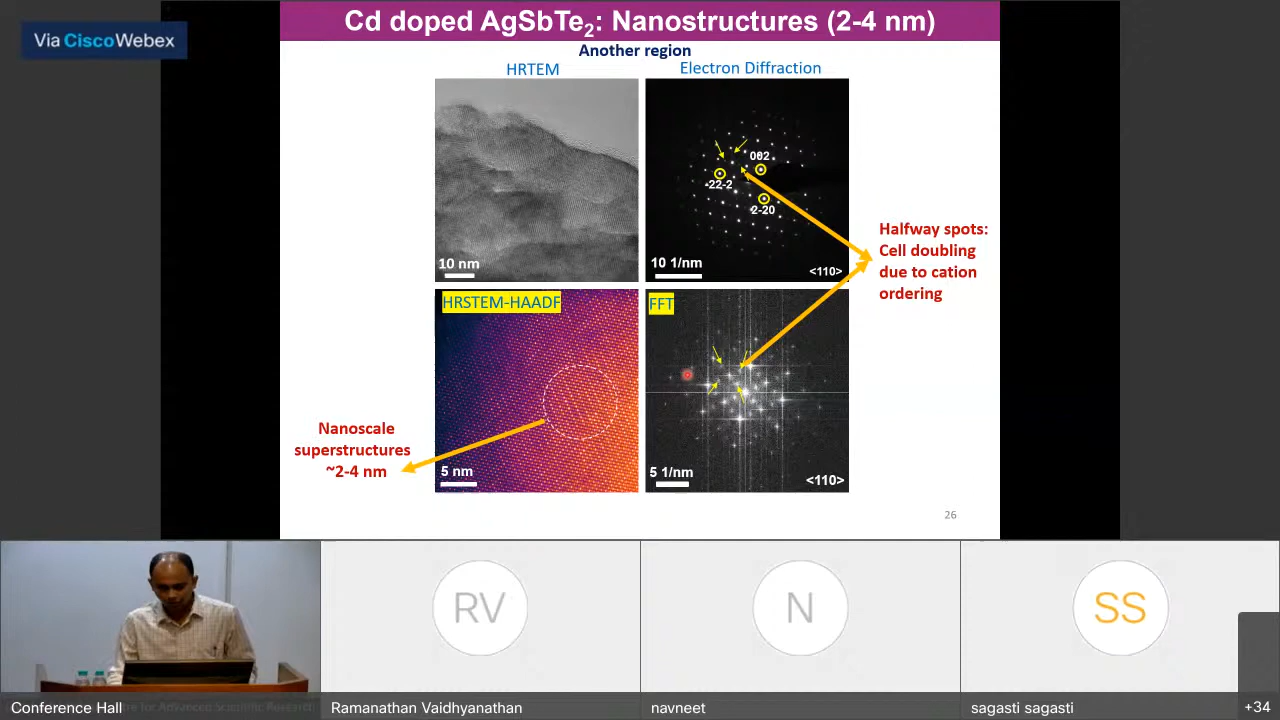 Via Cisco Webex
Cd doped AgSbTe2: Nanostructures (2-4 nm)
Another region
HRTEM
Electron Diffraction
002
-22-2
2-20
10 nm
10 1/nm
<110>
Halfway spots:
Cell doubling
due to cation
ordering
HRSTEM-HAADF
FFT
Nanoscale
superstructures
~2-4 nm
5 nm
5 1/nm
<110>
26
RV
N
SS
Conference Hall
Ramanathan Vaidhyanathan
navneet
sagasti sagasti
+34